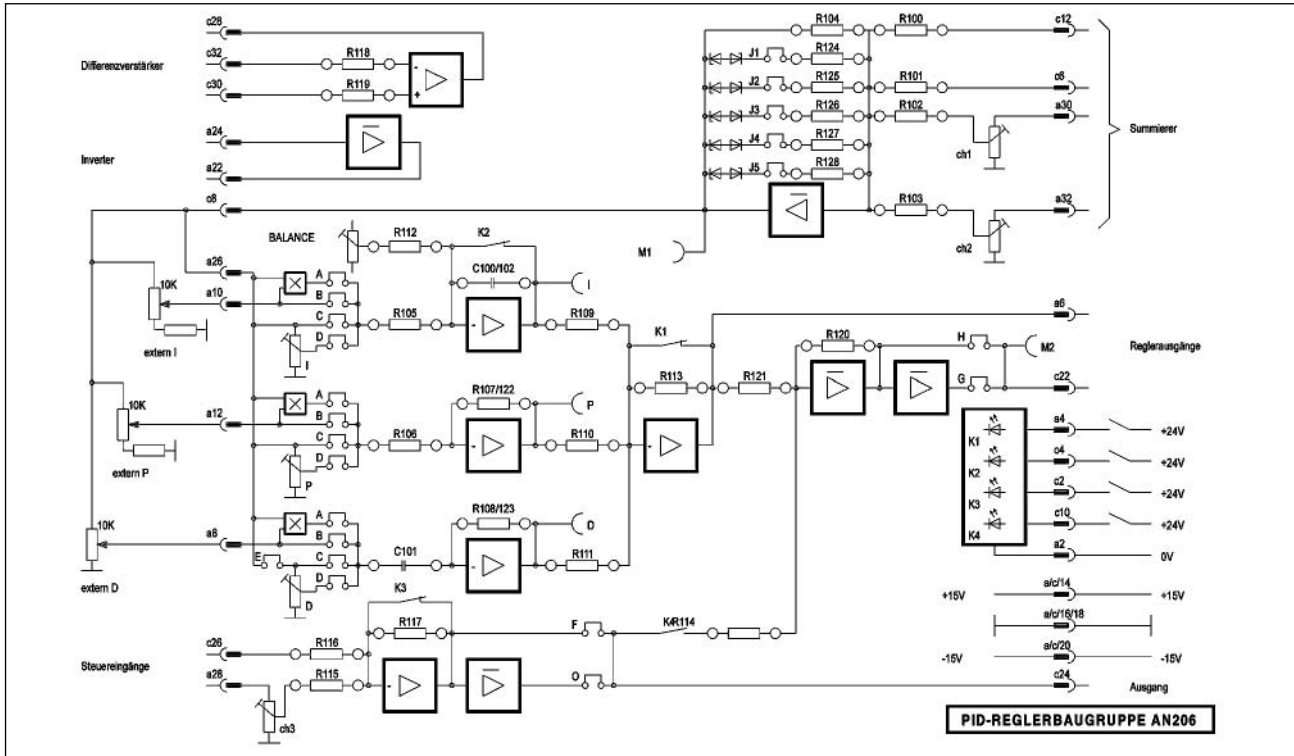 c28
R104
R100
c12
c32
R118
J1
R124
Differenzverstärker
-
J2
R125
R101
c6
c30
R119
+
J3
R126
R102
a30
a24
J4
R127
ch1
Summierer
Inverter
a22
J5
R128
c8
R103
a32
BALANCE
R112
K2
M1
ch2
a26
C100/102
I
10K
A
a10
B
C
R105
-
R109
a6
D
K1
extern I
I
R120
H
M2
Reglerausgänge
R107/122
R113
R121
G
c22
10K
A
P
a12
B
a4
K1
+24V
C
R106
-
R110
-
c4
K2
+24V
D
extern P
P
c2
K3
+24V
A
R108/123
c10
K4
+24V
10K
a8
B
D
a2
0V
E
C
C101
-
R111
D
extern D
D
K3
a/c/14
+15V
+15V
a/c/16/18
R117
F
K4
R114
c26
R116
a/c/20
-15V
-15V
Steuereingänge
a28
R115
-
O
c24
Ausgang
ch3
PID-REGLERBAUGRUPPE AN206